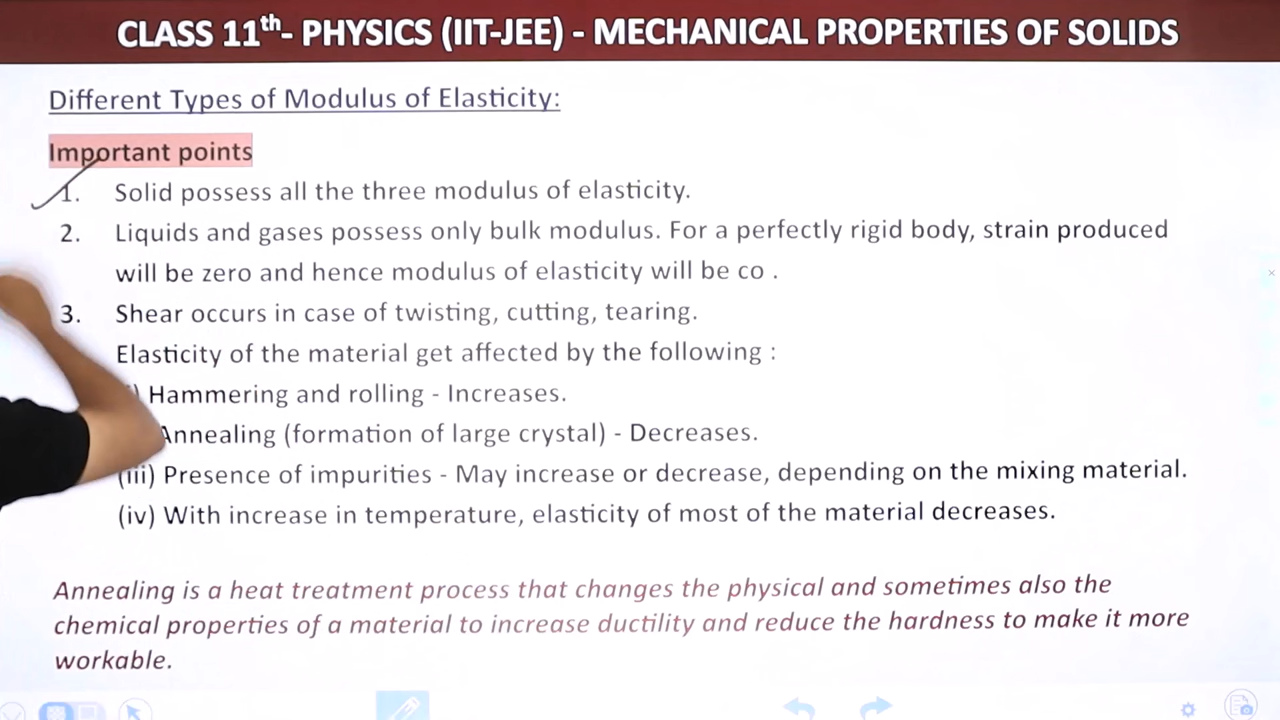 CLASS 11th- PHYSICS (IIT-JEE) - MECHANICAL PROPERTIES OF SOLIDS
Different Types of Modulus of Elasticity:
Important points
1. Solid possess all the three modulus of elasticity.
2. Liquids and gases possess only bulk modulus. For a perfectly rigid body, strain produced
will be zero and hence modulus of elasticity will be co .
3. Shear occurs in case of twisting, cutting, tearing.
Elasticity of the material get affected by the following :
Hammering and rolling - Increases.
Annealing (formation of large crystal) - Decreases.
(iii) Presence of impurities - May increase or decrease, depending on the mixing material.
(iv) With increase in temperature, elasticity of most of the material decreases.
Annealing is a heat treatment process that changes the physical and sometimes also the
chemical properties of a material to increase ductility and reduce the hardness to make it more
workable.